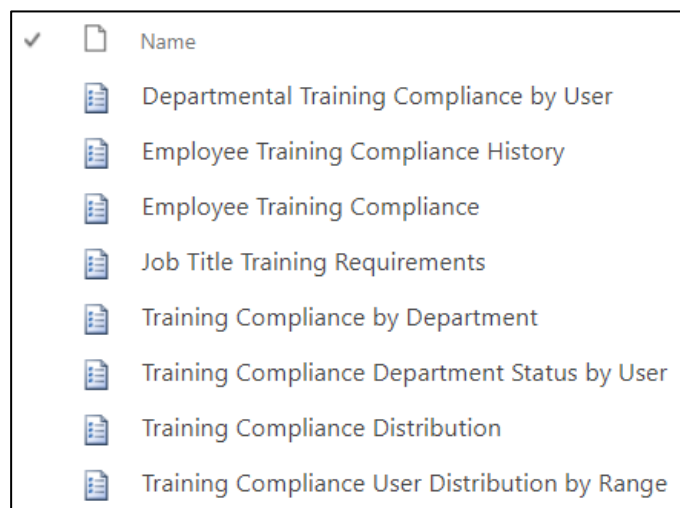 Name
Departmental Training Compliance by User
Employee Training Compliance History
Employee Training Compliance
Job Title Training Requirements
Training Compliance by Department
Training Compliance Department Status by User
Training Compliance Distribution
Training Compliance User Distribution by Range